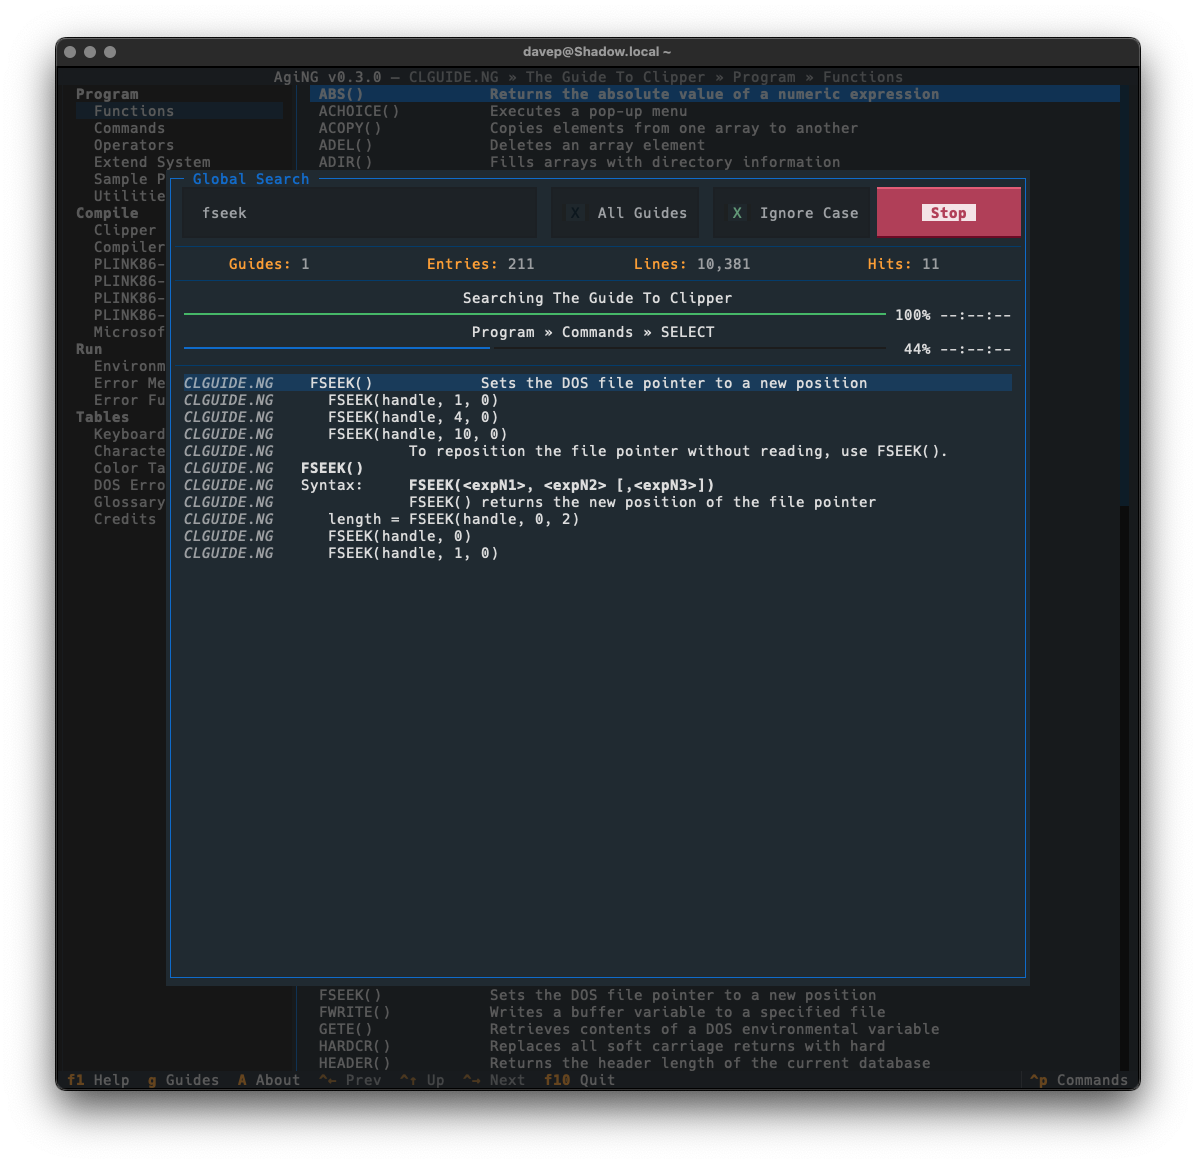 davep@Shadow.local ~
AgiNG v0.3.0 — CLGUIDE.NG » The Guide To Clipper » Program » Functions
Program
Functions
Commands
Operators
Extend System
Sample P
Utilitie
Compile
Clipper
Compiler
PLINK86-
PLINK86-
PLINK86-
PLINK86-
Microsof
Run
Environm
Error Me
Error Fu
Tables
Keyboard
Characte
Color Ta
DOS Erro
Glossary
Credits
ABS() Returns the absolute value of a numeric expression
ACHOICE() Executes a pop-up menu
ACOPY() Copies elements from one array to another
ADEL() Deletes an array element
ADIR() Fills arrays with directory information
Global Search
fseek X All Guides X Ignore Case Stop
Guides: 1 Entries: 211 Lines: 10,381 Hits: 11
Searching The Guide To Clipper
100% --:--:--
Program » Commands » SELECT
44% --:--:--
CLGUIDE.NG FSEEK() Sets the DOS file pointer to a new position
CLGUIDE.NG FSEEK(handle, 1, 0)
CLGUIDE.NG FSEEK(handle, 4, 0)
CLGUIDE.NG FSEEK(handle, 10, 0)
CLGUIDE.NG To reposition the file pointer without reading, use FSEEK().
CLGUIDE.NG FSEEK()
CLGUIDE.NG Syntax: FSEEK(<expN1>, <expN2> [,<expN3>])
CLGUIDE.NG FSEEK() returns the new position of the file pointer
CLGUIDE.NG length = FSEEK(handle, 0, 2)
CLGUIDE.NG FSEEK(handle, 0)
CLGUIDE.NG FSEEK(handle, 1, 0)
FSEEK() Sets the DOS file pointer to a new position
FWRITE() Writes a buffer variable to a specified file
GETE() Retrieves contents of a DOS environmental variable
HARDCR() Replaces all soft carriage returns with hard
HEADER() Returns the header length of the current database
f1 Help g Guides A About ^← Prev ^↑ Up ^→ Next f10 Quit ^p Commands